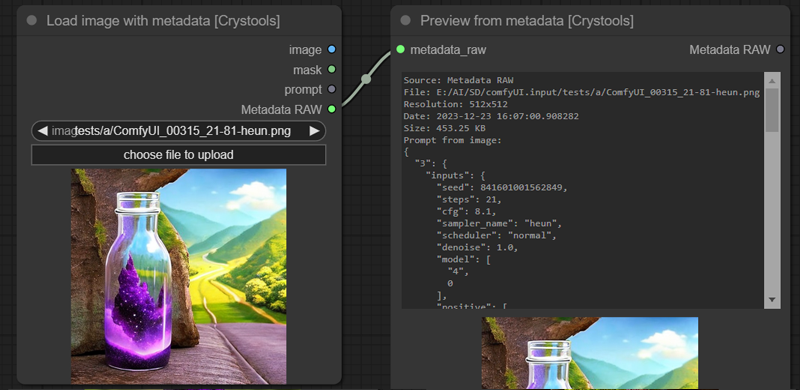 Load image with metadata [Crystools]
image
mask
prompt
Metadata RAW
tests/a/ComfyUI_00315_21-81-heun.png
choose file to upload
Preview from metadata [Crystools]
metadata_raw
Metadata RAW
Source: Metadata RAW
File: E:/AI/SD/comfyUI.input/tests/a/ComfyUI_00315_21-81-heun.png
Resolution: 512x512
Date: 2023-12-23 16:07:00.908282
Size: 453.25 KB
Prompt from image:
{
"3": {
"inputs": {
"seed": 841601001562849,
"steps": 21,
"cfg": 8.1,
"sampler_name": "heun",
"scheduler": "normal",
"denoise": 1.0,
"model": [
"4",
0
],
"positive": [